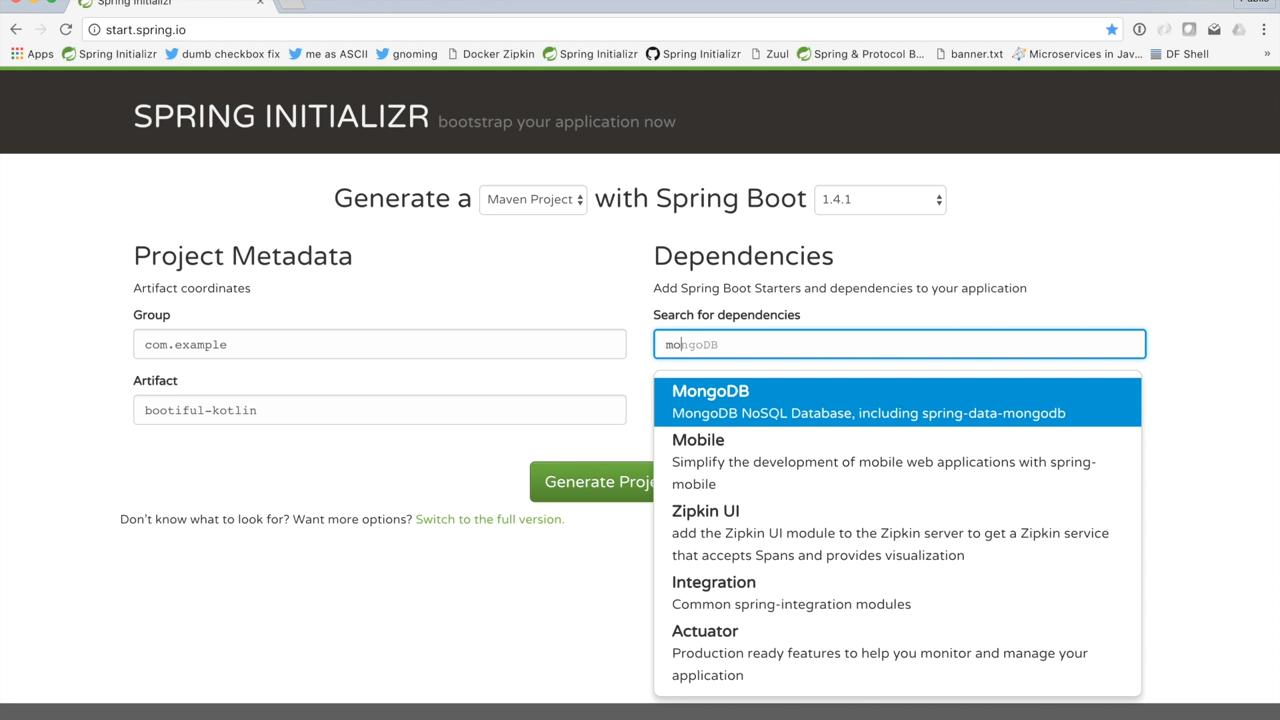 Spring Initializr
start.spring.io
Apps Spring Initializr dumb checkbox fix me as ASCII gnoming Docker Zipkin Spring Initializr Spring Initializr Zuul Spring & Protocol B... banner.txt Microservices in Jav... DF Shell »
SPRING INITIALIZR bootstrap your application now
Generate a Maven Project with Spring Boot 1.4.1
Project Metadata
Artifact coordinates
Group
com.example
Artifact
bootiful-kotlin
Dependencies
Add Spring Boot Starters and dependencies to your application
Search for dependencies
mongoDB
MongoDB
MongoDB NoSQL Database, including spring-data-mongodb
Mobile
Simplify the development of mobile web applications with spring-
mobile
Zipkin UI
add the Zipkin UI module to the Zipkin server to get a Zipkin service
that accepts Spans and provides visualization
Integration
Common spring-integration modules
Actuator
Production ready features to help you monitor and manage your
application
Generate Proje
Don't know what to look for? Want more options? Switch to the full version.